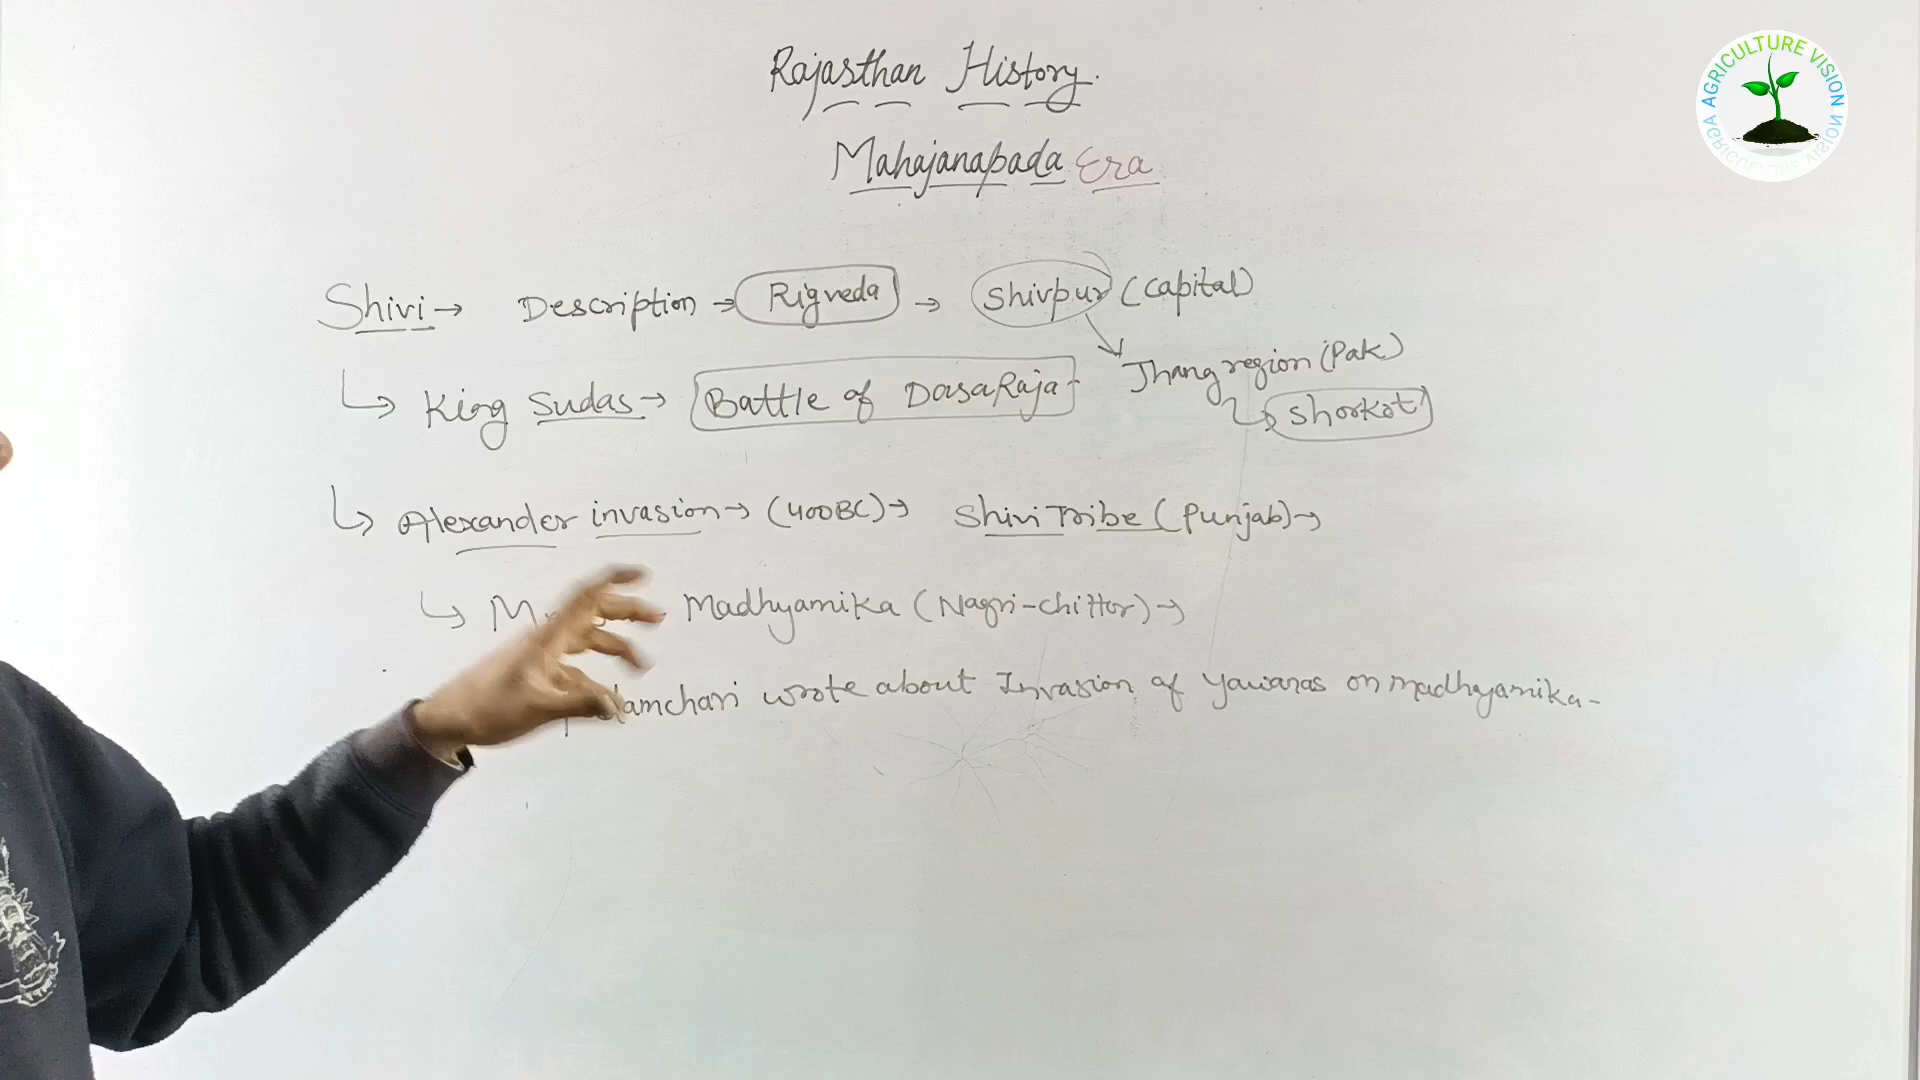 Rajasthan History.
Mahajanapada Era
Shivi → Description → Rigveda → Shivpur (Capital)
Jhang region (Pak)
↳ King Sudas → Battle of DasaRaja -
↳ Shorkot
↳ Alexander invasion → (400BC) → Shivi Tribe (Punjab) →
↳ Madhyamika (Nagri-Chittor) →
wrote about Invasion of Yawanas on Madhyamika -
AGRICULTURE VISION